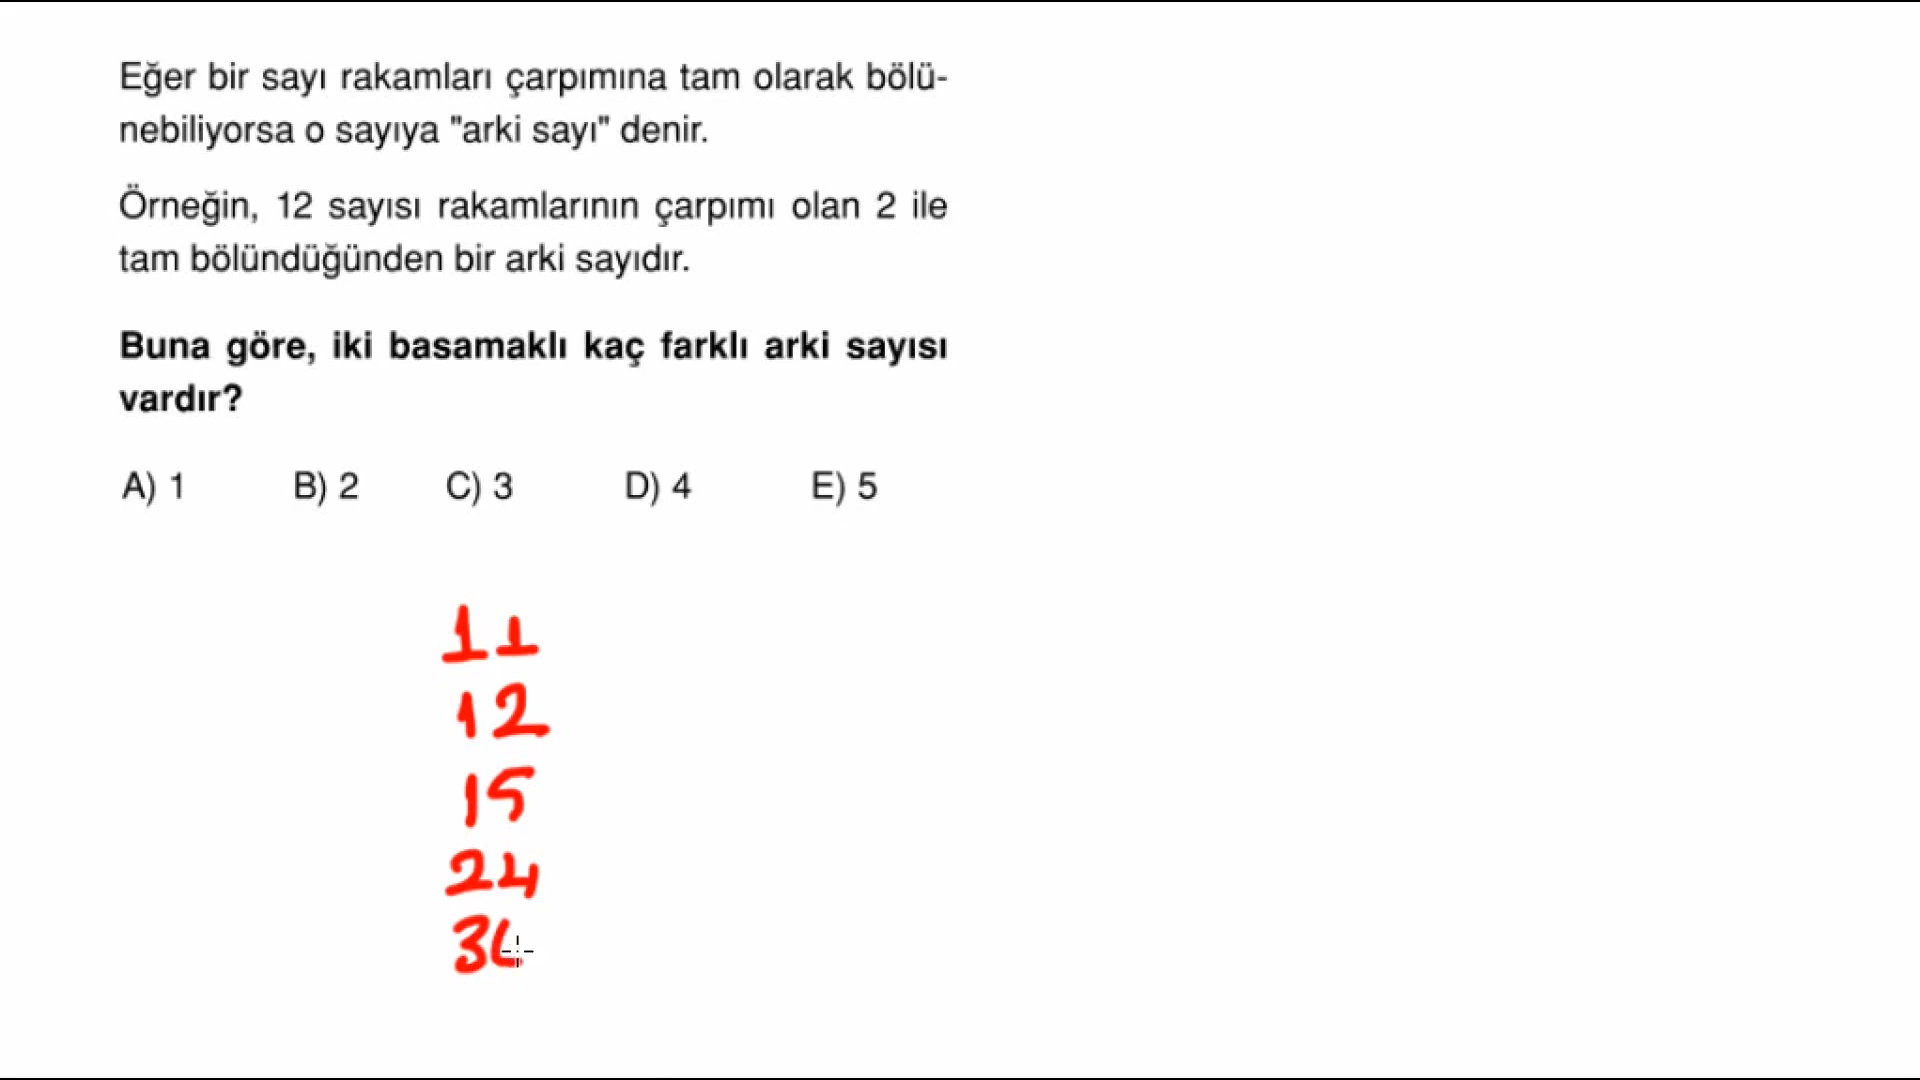 Eğer bir sayı rakamları çarpımına tam olarak bölü-
nebiliyorsa o sayıya "arki sayı" denir.
Örneğin, 12 sayısı rakamlarının çarpımı olan 2 ile
tam bölündüğünden bir arki sayıdır.
Buna göre, iki basamaklı kaç farklı arki sayısı
vardır?
A) 1 B) 2 C) 3 D) 4 E) 5
11
12
15
24